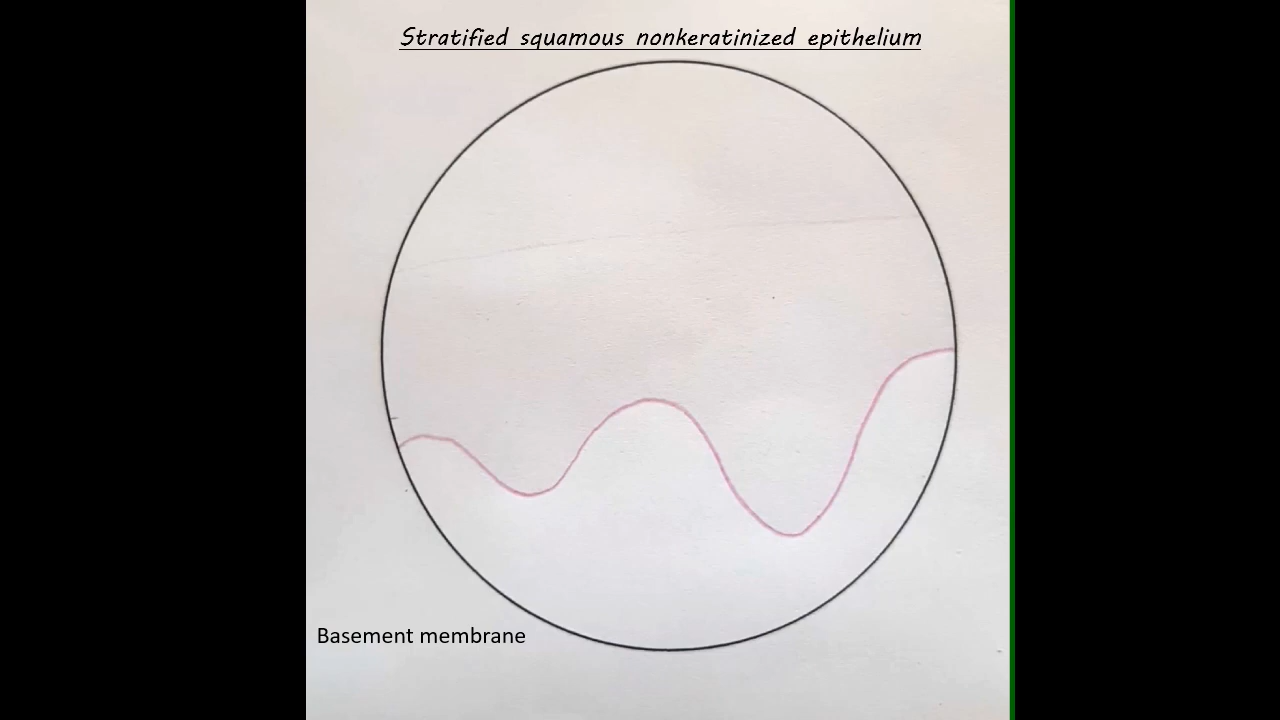 Stratified squamous nonkeratinized epithelium
Basement membrane